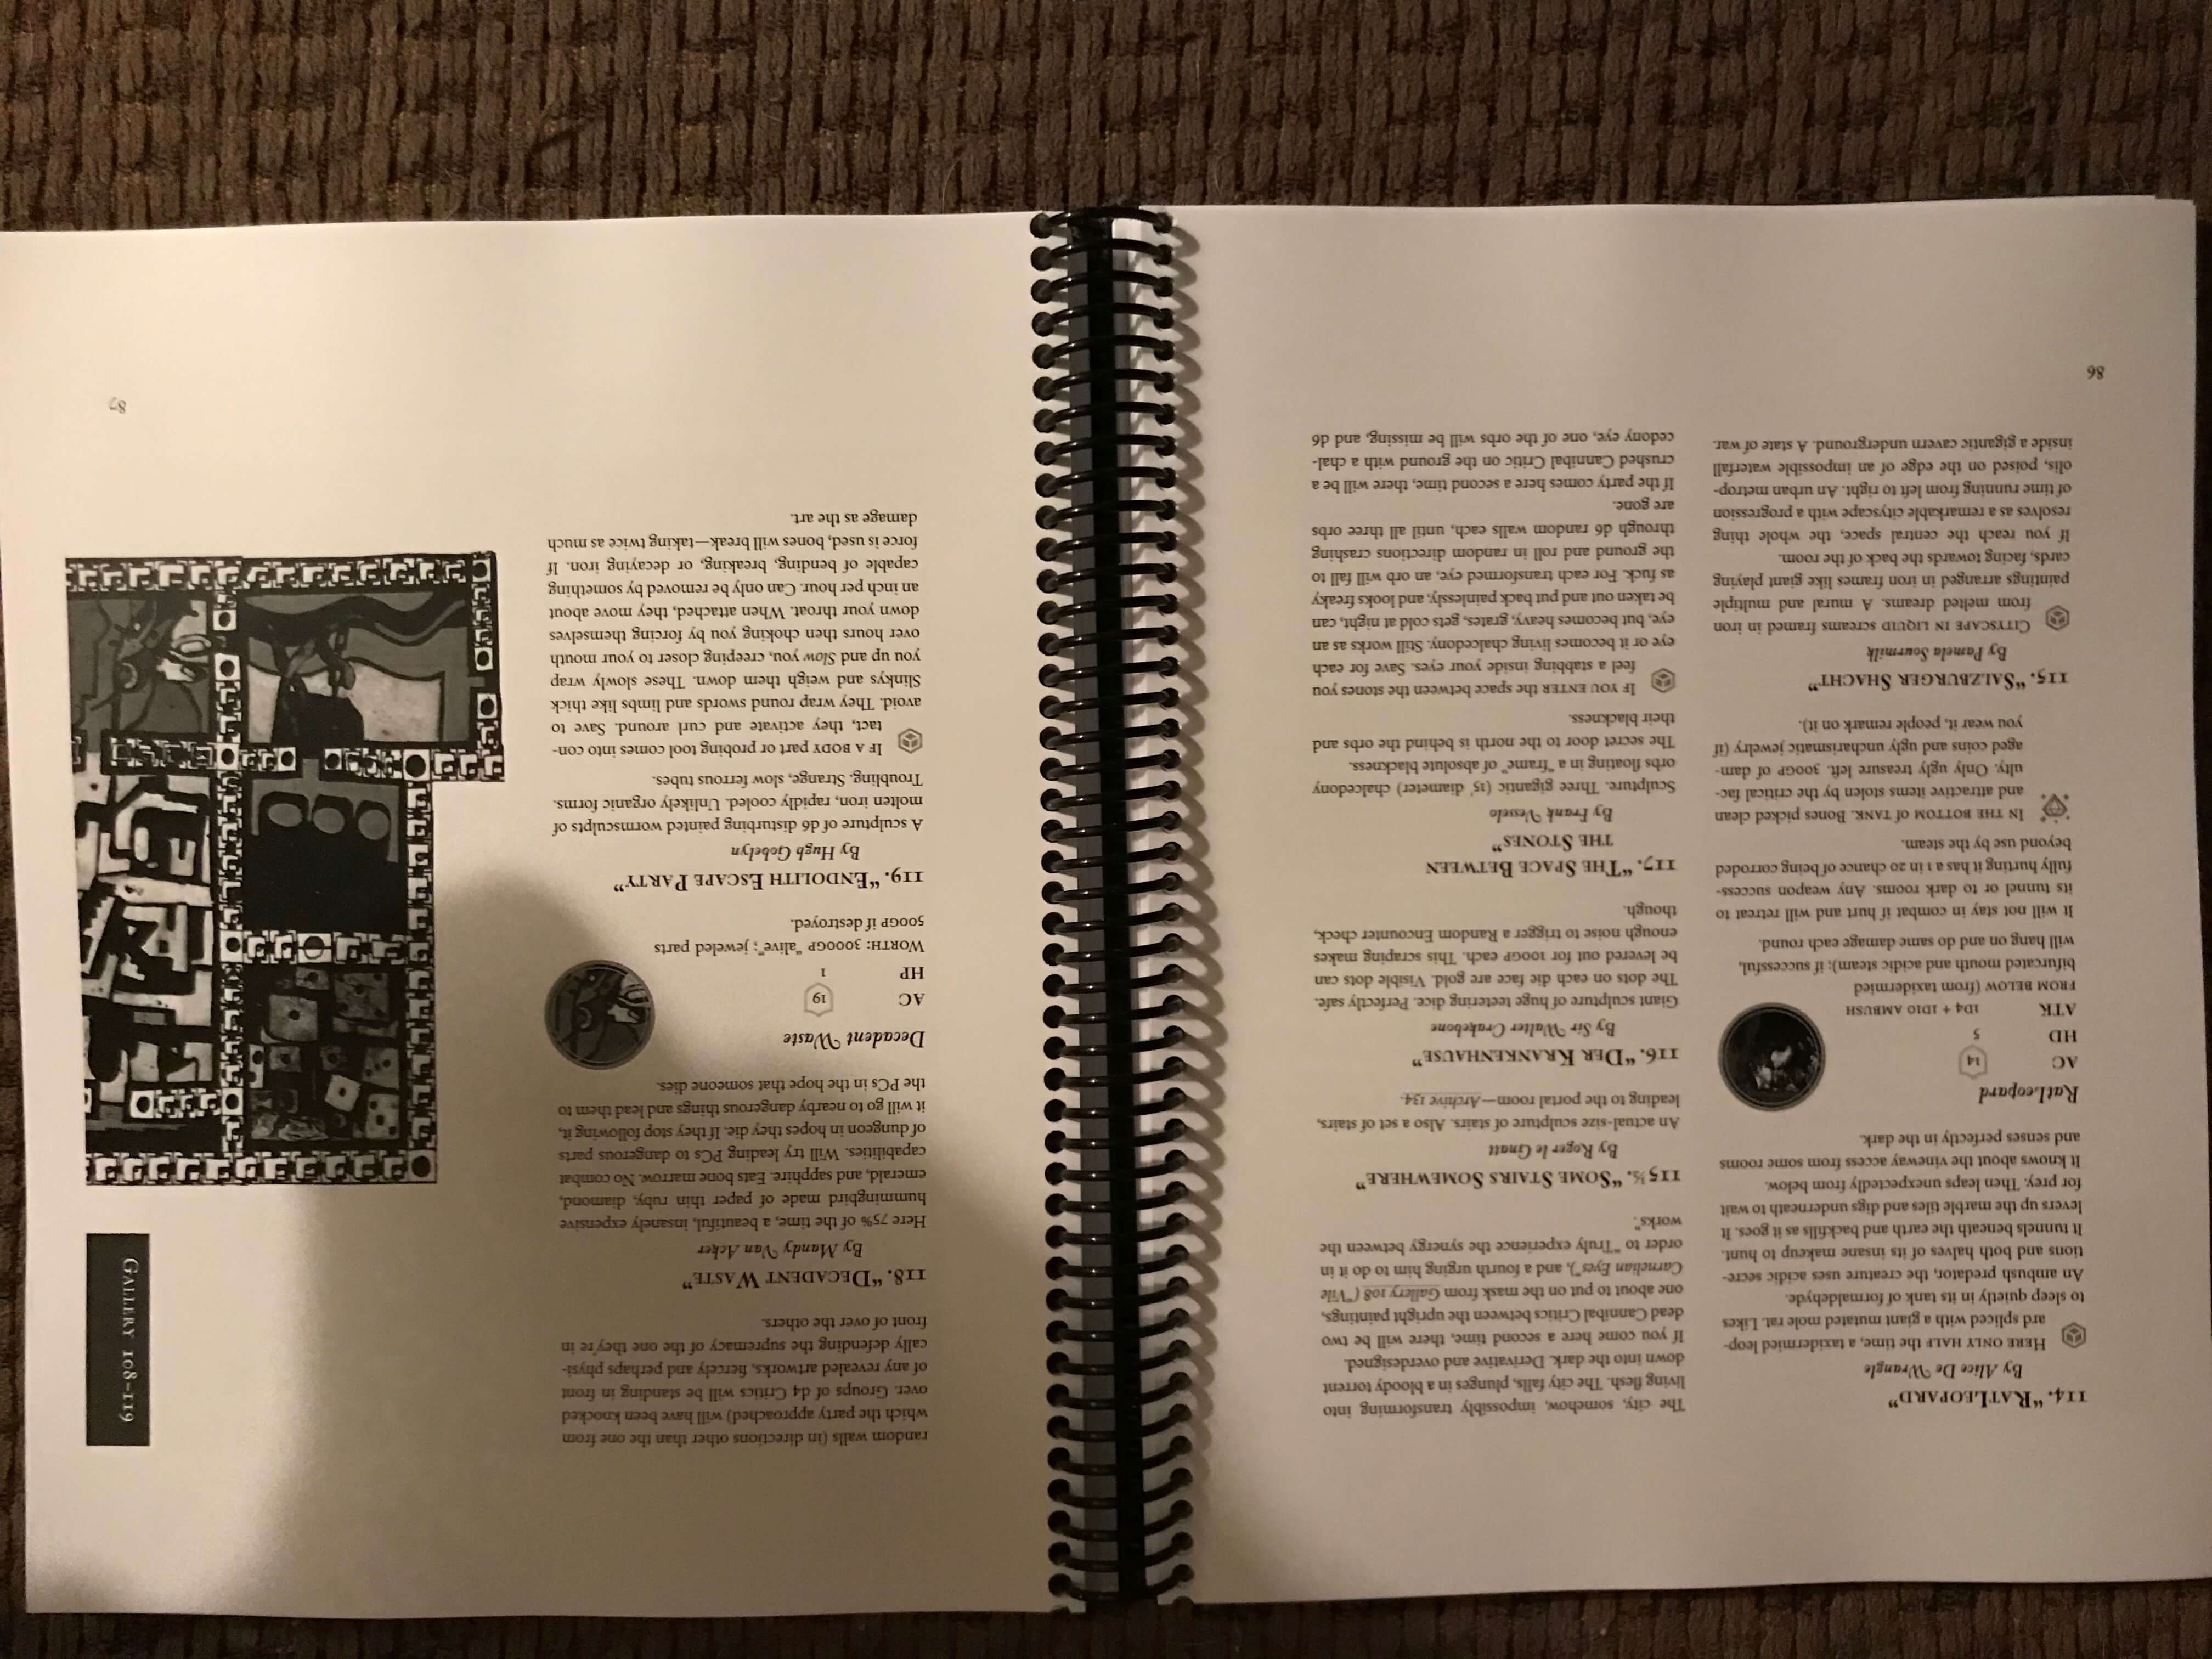 114. “RatLeopard”
By Alice De Wrangle
Here only half the time, a taxidermied leop-
ard spliced with a giant mutated mole rat. Likes
to sleep quietly in its tank of formaldehyde.
An ambush predator, the creature uses acidic secre-
tions and both halves of its insane makeup to hunt.
It tunnels beneath the earth and backfills as it goes. It
levers up the marble tiles and digs underneath to wait
for prey. Then leaps unexpectedly from below.
It knows about the vineway access from some rooms
and senses perfectly in the dark.
RatLeopard
AC 14
HD 5
ATK 1D4 + 1D10 AMBUSH
FROM BELOW (from taxidermied
bifurcated mouth and acidic steam); if successful,
will hang on and do same damage each round.
It will not stay in combat if hurt and will retreat to
its tunnel or to dark rooms. Any weapon success-
fully hurting it has a 1 in 20 chance of being corroded
beyond use by the steam.
In the bottom of tank. Bones picked clean
and attractive items stolen by the critical fac-
ulty. Only ugly treasure left. 300GP of dam-
aged coins and ugly uncharismatic jewelry (if
you wear it, people remark on it).
115. “Salzburger Shacht”
By Pamela Sourmilk
Cityscape in liquid screams framed in iron
from melted dreams. A mural and multiple
paintings arranged in iron frames like giant playing
cards, facing towards the back of the room.
If you reach the central space, the whole thing
resolves as a remarkable cityscape with a progression
of time running from left to right. An urban metrop-
olis, poised on the edge of an impossible waterfall
inside a gigantic cavern underground. A state of war.
The city, somehow, impossibly transforming into
living flesh. The city falls, plunges in a bloody torrent
down into the dark. Derivative and overdesigned.
If you come here a second time, there will be two
dead Cannibal Critics between the upright paintings,
one about to put on the mask from Gallery 108 (“Vile
Carnelian Eyes”), and a fourth urging him to do it in
order to “Truly experience the synergy between the
works”.
115½. “Some Stairs Somewhere”
By Roger le Gnatt
An actual-size sculpture of stairs. Also a set of stairs,
leading to the portal room—Archive 134.
116. “Der Krankenhause”
By Sir Walter Crakebone
Giant sculpture of huge teetering dice. Perfectly safe.
The dots on each die face are gold. Visible dots can
be levered out for 100GP each. This scraping makes
enough noise to trigger a Random Encounter check,
though.
117. “The Space Between
the Stones”
By Frank Vesselo
Sculpture. Three gigantic (15' diameter) chalcedony
orbs floating in a “frame” of absolute blackness.
The secret door to the north is behind the orbs and
their blackness.
If you enter the space between the stones you
feel a stabbing inside your eyes. Save for each
eye or it becomes living chalcedony. Still works as an
eye, but becomes heavy, grates, gets cold at night, can
be taken out and put back painlessly, and looks freaky
as fuck. For each transformed eye, an orb will fall to
the ground and roll in random directions crashing
through d6 random walls each, until all three orbs
are gone.
If the party comes here a second time, there will be a
crushed Cannibal Critic on the ground with a chal-
cedony eye, one of the orbs will be missing, and d6
86
random walls (in directions other than the one from
which the party approached) will have been knocked
over. Groups of d4 Critics will be standing in front
of any revealed artworks, fiercely and perhaps physi-
cally defending the supremacy of the one they’re in
front of over the others.
118. “Decadent Waste”
By Mandy Van Acker
Here 75% of the time, a beautiful, insanely expensive
hummingbird made of paper thin ruby, diamond,
emerald, and sapphire. Eats bone marrow. No combat
capabilities. Will try leading PCs to dangerous parts
of dungeon in hopes they die. If they stop following it,
it will go to nearby dangerous things and lead them to
the PCs in the hope that someone dies.
Decadent Waste
AC 19
HP 1
Worth: 3000GP “alive”; jeweled parts
500GP if destroyed.
119. “Endolith Escape Party”
By Hugh Gobelyn
A sculpture of d6 disturbing painted wormsculpts of
molten iron, rapidly cooled. Unlikely organic forms.
Troubling. Strange, slow ferrous tubes.
If a body part or probing tool comes into con-
tact, they activate and curl around. Save to
avoid. They wrap round swords and limbs like thick
Slinkys and weigh them down. These slowly wrap
you up and Slow you, creeping closer to your mouth
over hours then choking you by forcing themselves
down your throat. When attached, they move about
an inch per hour. Can only be removed by something
capable of bending, breaking, or decaying iron. If
force is used, bones will break—taking twice as much
damage as the art.
Gallery 108–119
87